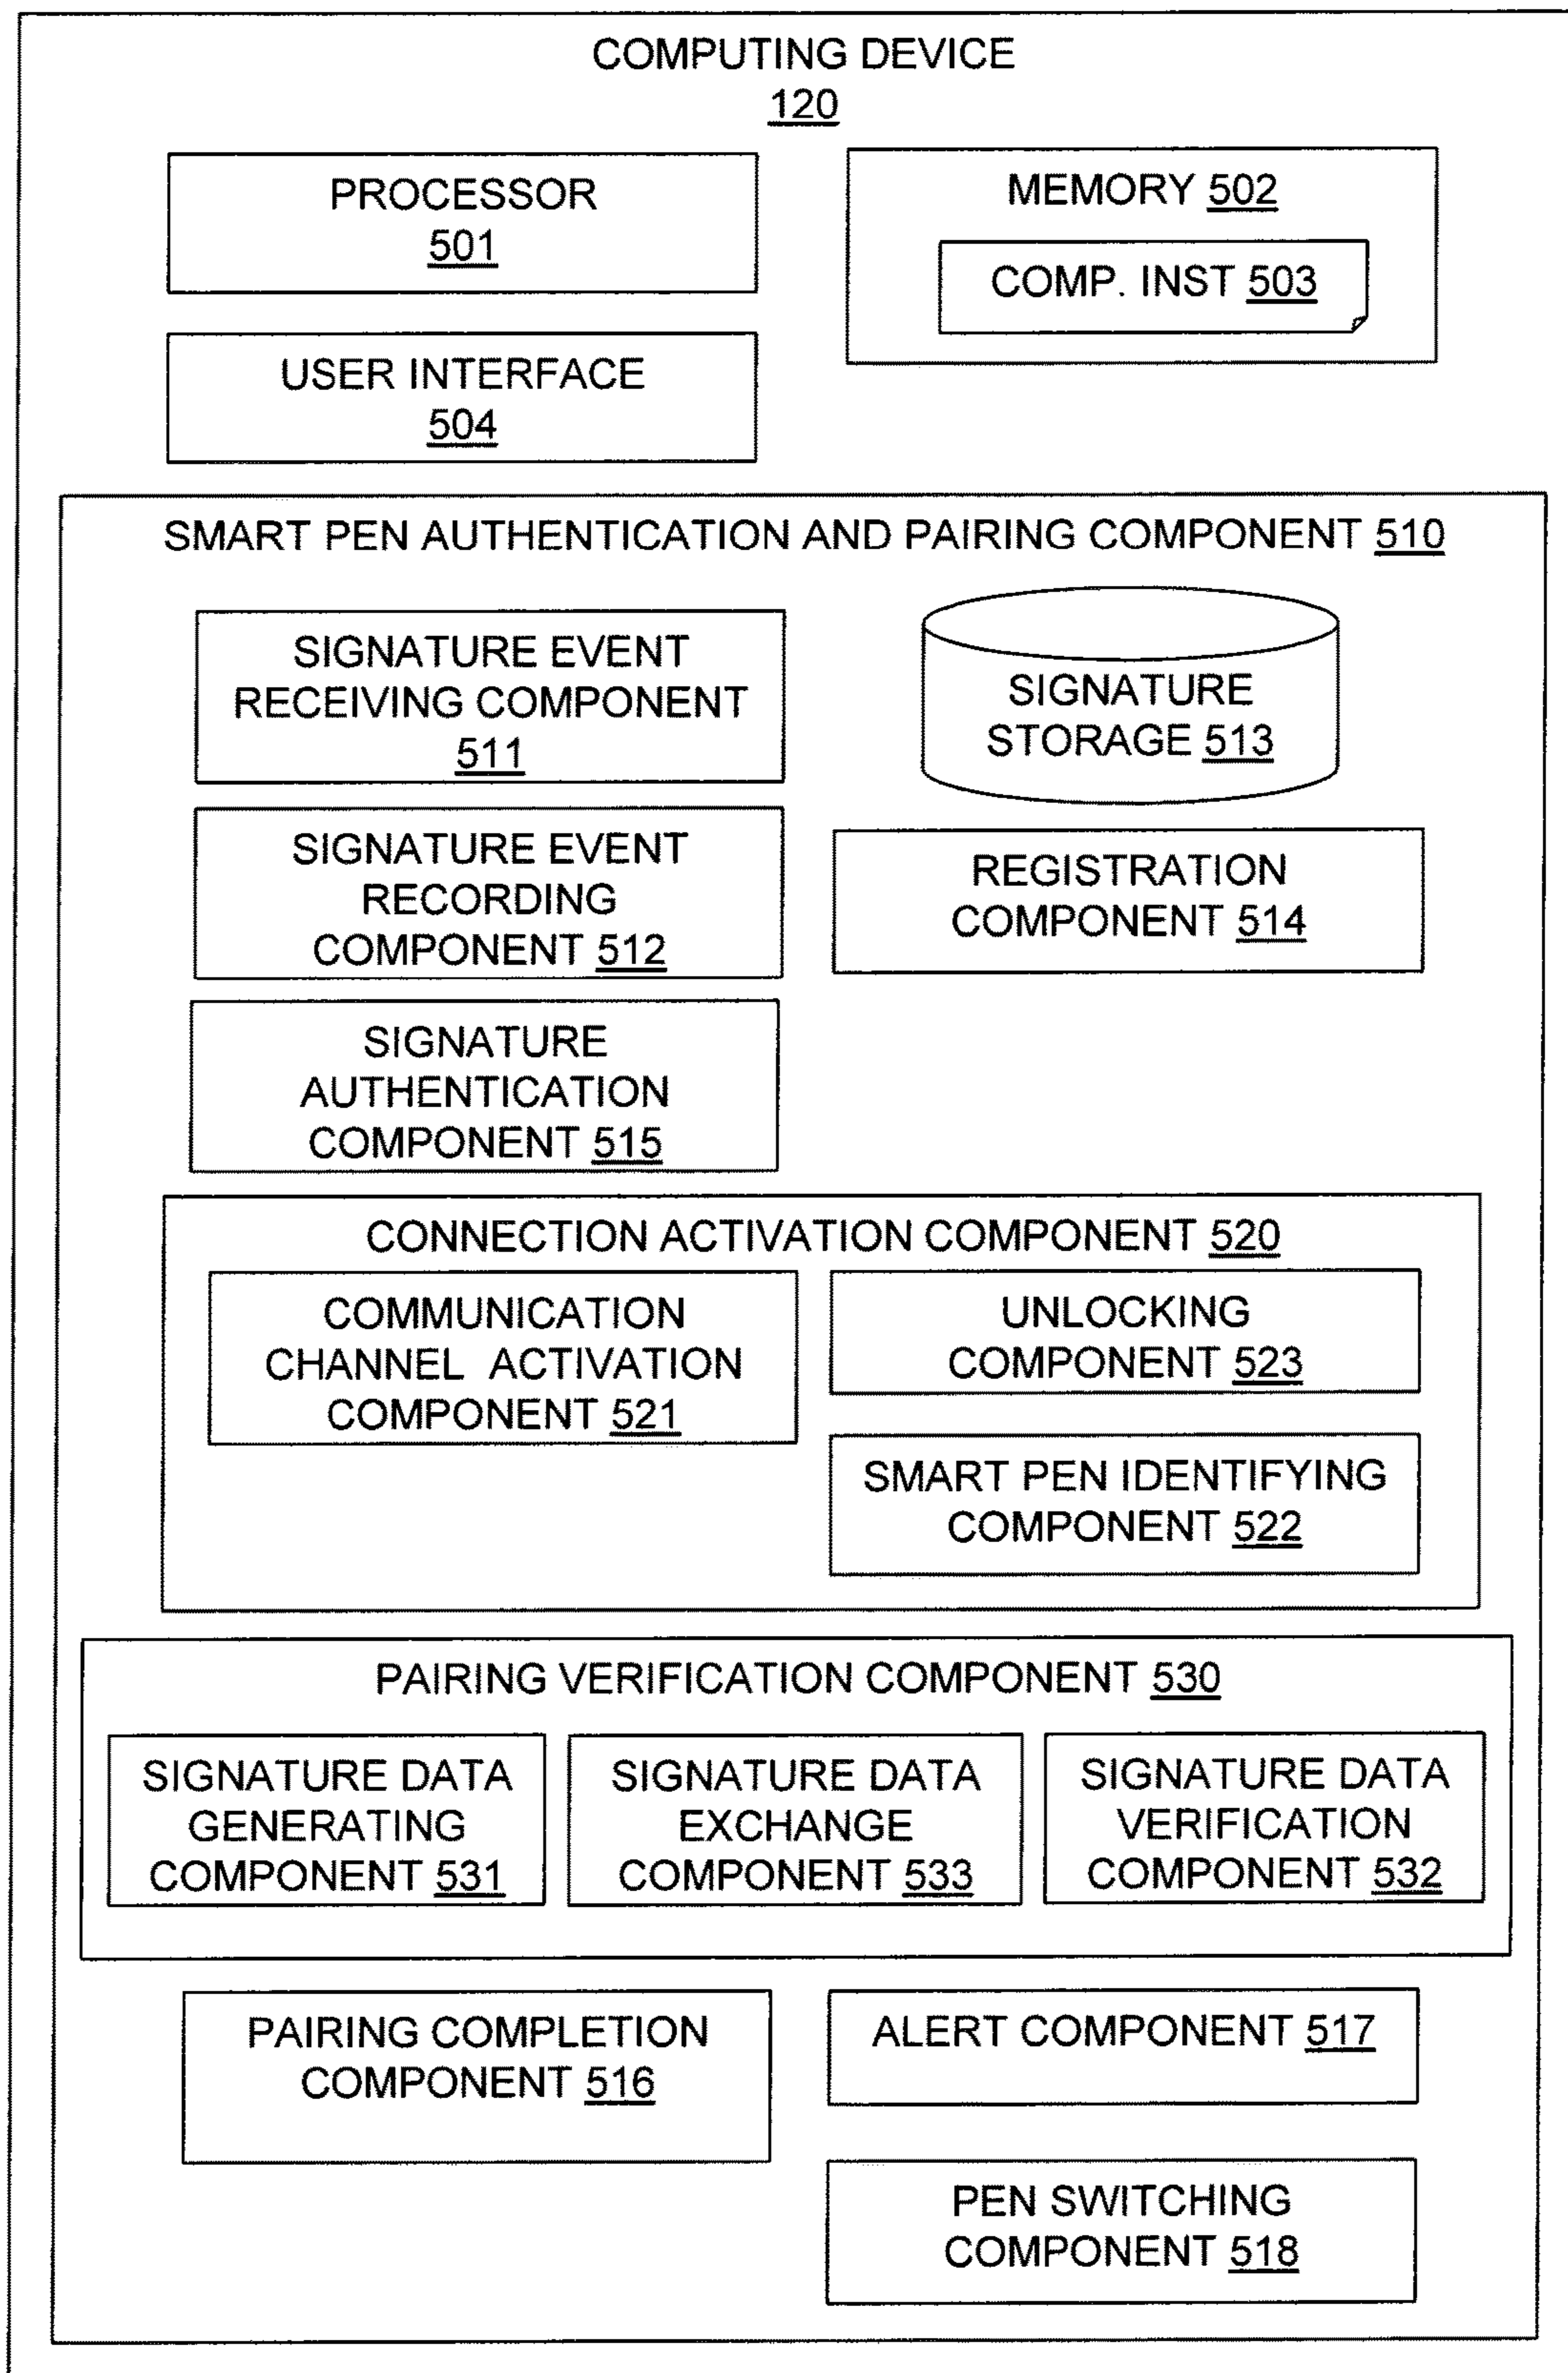 COMPUTING DEVICE
120
PROCESSOR
501
MEMORY 502
COMP. INST 503
USER INTERFACE
504
SMART PEN AUTHENTICATION AND PAIRING COMPONENT 510
SIGNATURE EVENT
RECEIVING COMPONENT
511
SIGNATURE
STORAGE 513
SIGNATURE EVENT
RECORDING
COMPONENT 512
REGISTRATION
COMPONENT 514
SIGNATURE
AUTHENTICATION
COMPONENT 515
CONNECTION ACTIVATION COMPONENT 520
COMMUNICATION
CHANNEL ACTIVATION
COMPONENT 521
UNLOCKING
COMPONENT 523
SMART PEN IDENTIFYING
COMPONENT 522
PAIRING VERIFICATION COMPONENT 530
SIGNATURE DATA
GENERATING
COMPONENT 531
SIGNATURE DATA
EXCHANGE
COMPONENT 533
SIGNATURE DATA
VERIFICATION
COMPONENT 532
PAIRING COMPLETION
COMPONENT 516
ALERT COMPONENT 517
PEN SWITCHING
COMPONENT 518